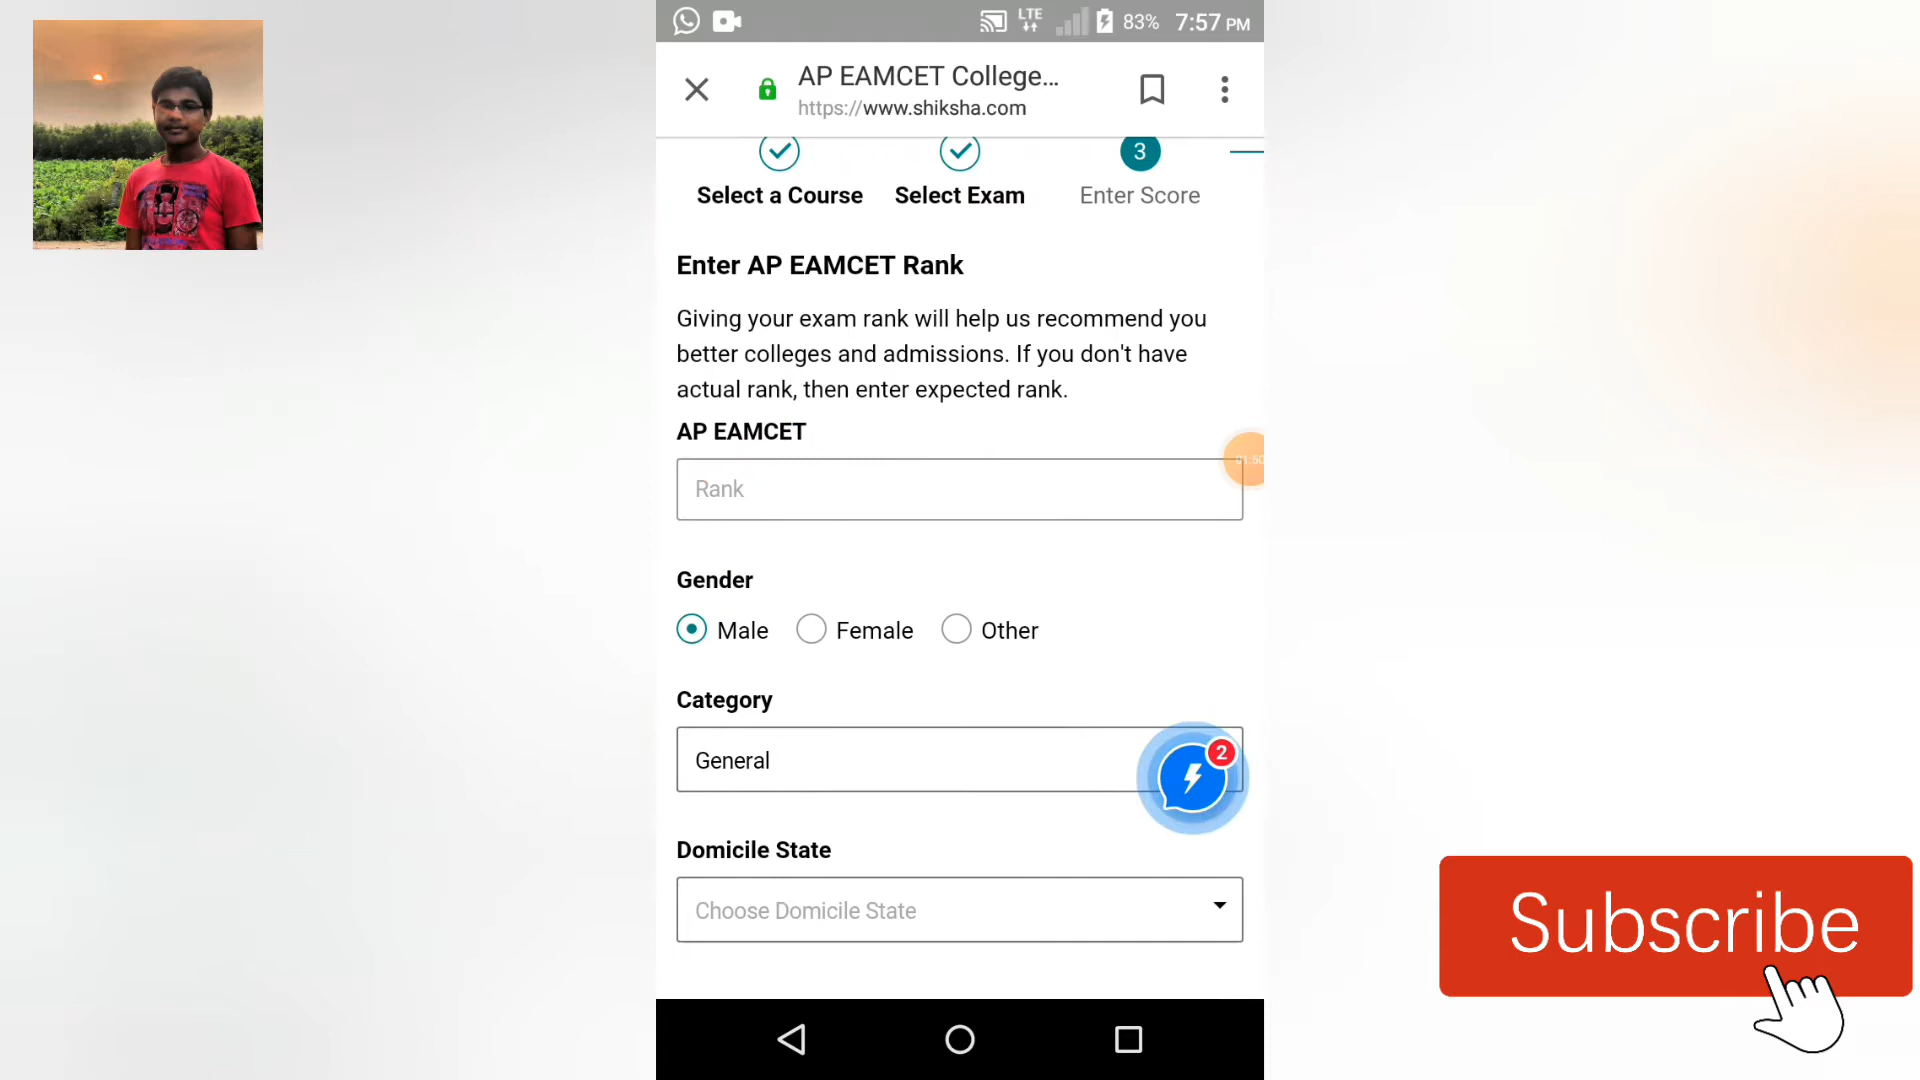 LTE
83%
7:57 PM
AP EAMCET College...
https://www.shiksha.com
3
Select a Course
Select Exam
Enter Score
Enter AP EAMCET Rank
Giving your exam rank will help us recommend you
better colleges and admissions. If you don't have
actual rank, then enter expected rank.
AP EAMCET
Rank
01:50
Gender
Male
Female
Other
Category
General
2
Domicile State
Choose Domicile State
Subscribe